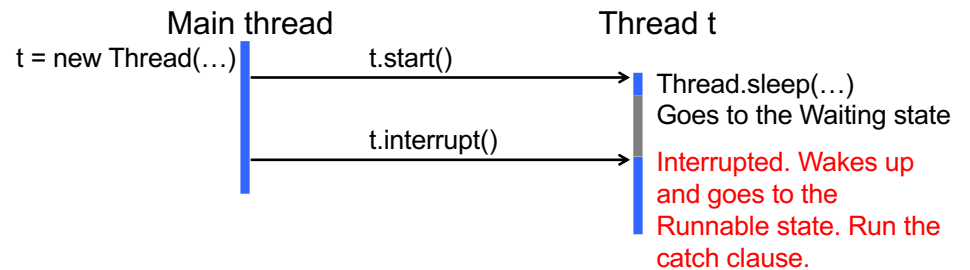 Main thread
Thread t
t = new Thread(…)
t.start()
Thread.sleep(…)
Goes to the Waiting state
t.interrupt()
Interrupted. Wakes up
and goes to the
Runnable state. Run the
catch clause.